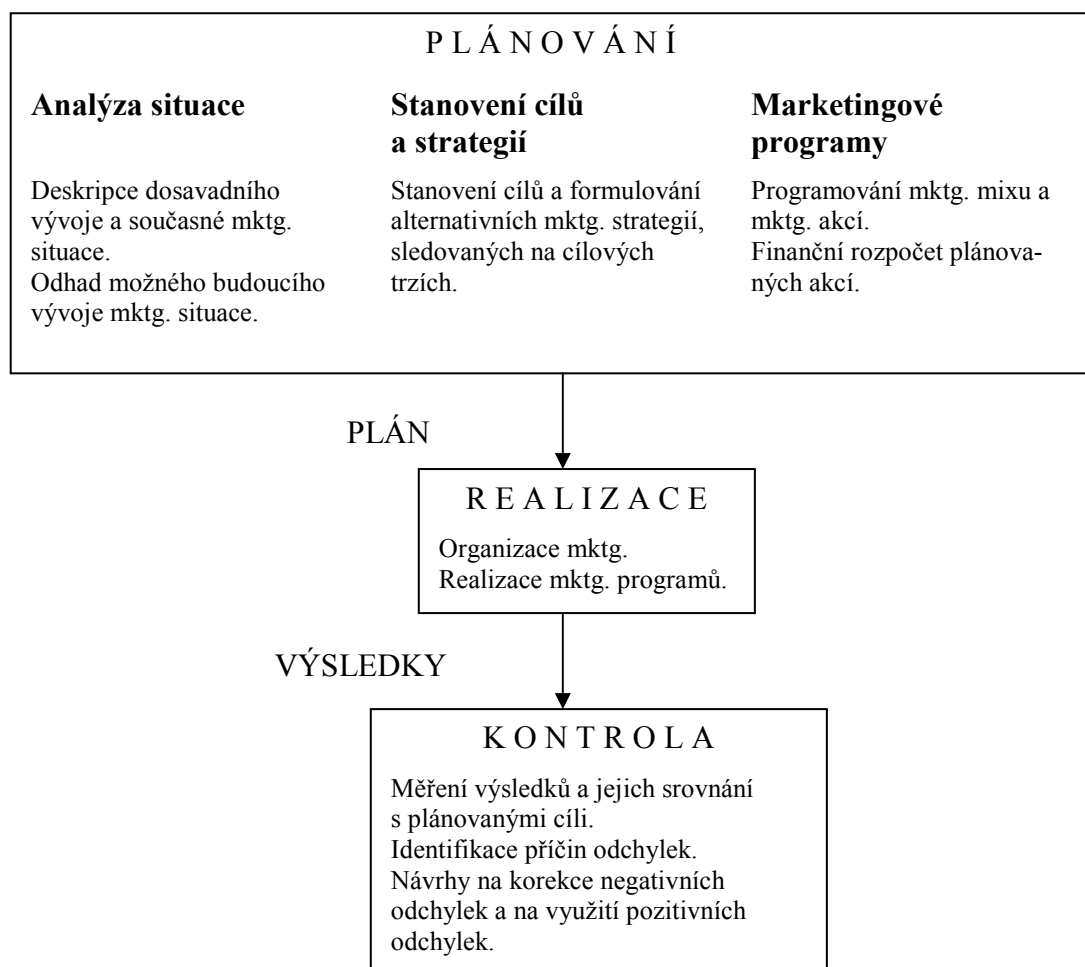 P L Á N O V Á N Í
Analýza situace
Deskripce dosavadního
vývoje a současné mktg.
situace.
Odhad možného budoucího
vývoje mktg. situace.
Stanovení cílů
a strategií
Stanovení cílů a formulování
alternativních mktg. strategií,
sledovaných na cílových
trzích.
Marketingové
programy
Programování mktg. mixu a
mktg. akcí.
Finanční rozpočet plánova-
ných akcí.
PLÁN
R E A L I Z A C E
Organizace mktg.
Realizace mktg. programů.
VÝSLEDKY
K O N T R O L A
Měření výsledků a jejich srovnání
s plánovanými cíli.
Identifikace příčin odchylek.
Návrhy na korekce negativních
odchylek a na využití pozitivních
odchylek.